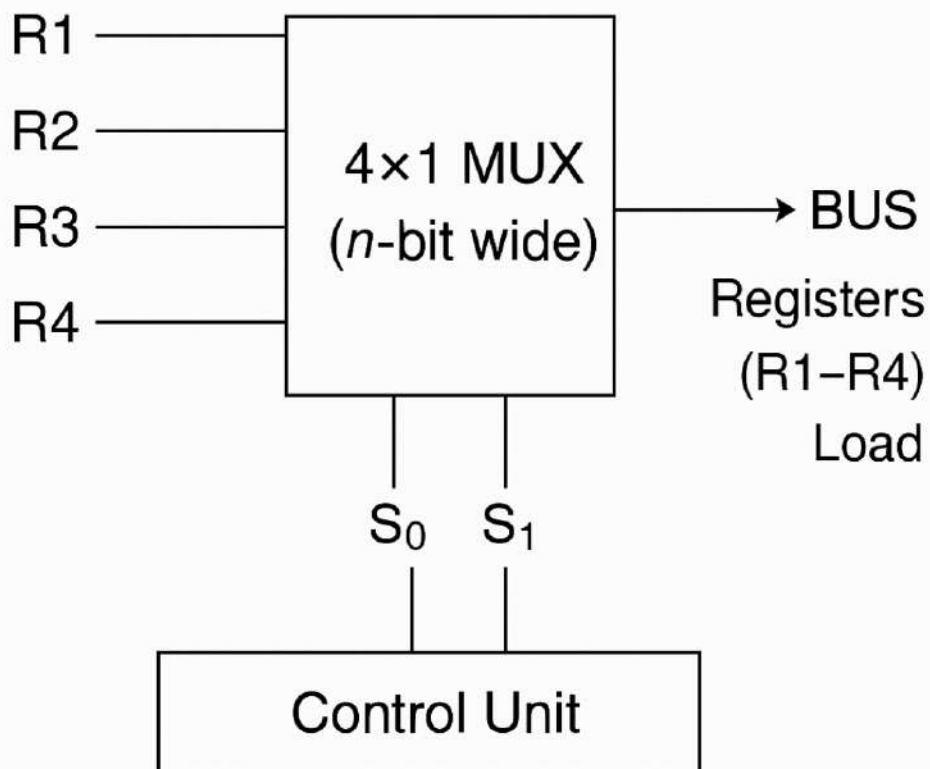 R1
R2
R3
R4
4×1 MUX
(n-bit wide)
BUS
Registers
(R1–R4)
Load
S₀ S₁
Control Unit